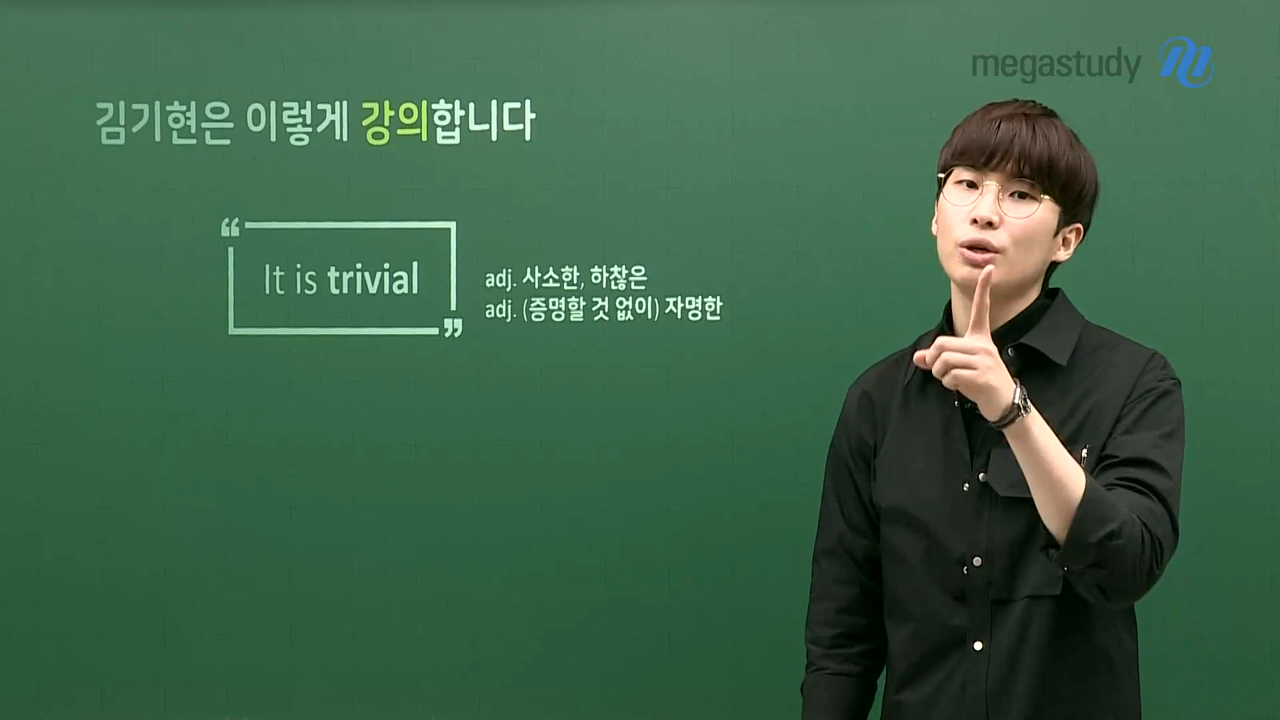 megastudy
김기현은 이렇게 강의합니다
“
It is trivial
”
adj. 사소한, 하찮은
adj. (증명할 것 없이) 자명한